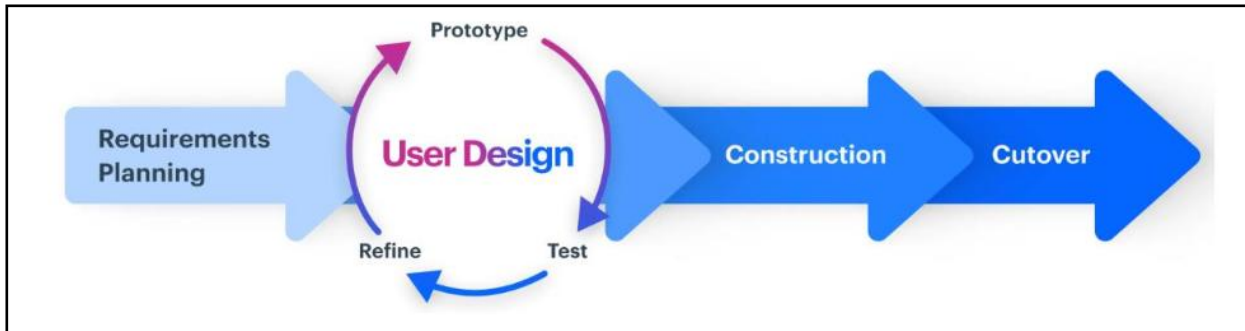 Prototype
Requirements
Planning
User Design
Construction
Cutover
Refine
Test